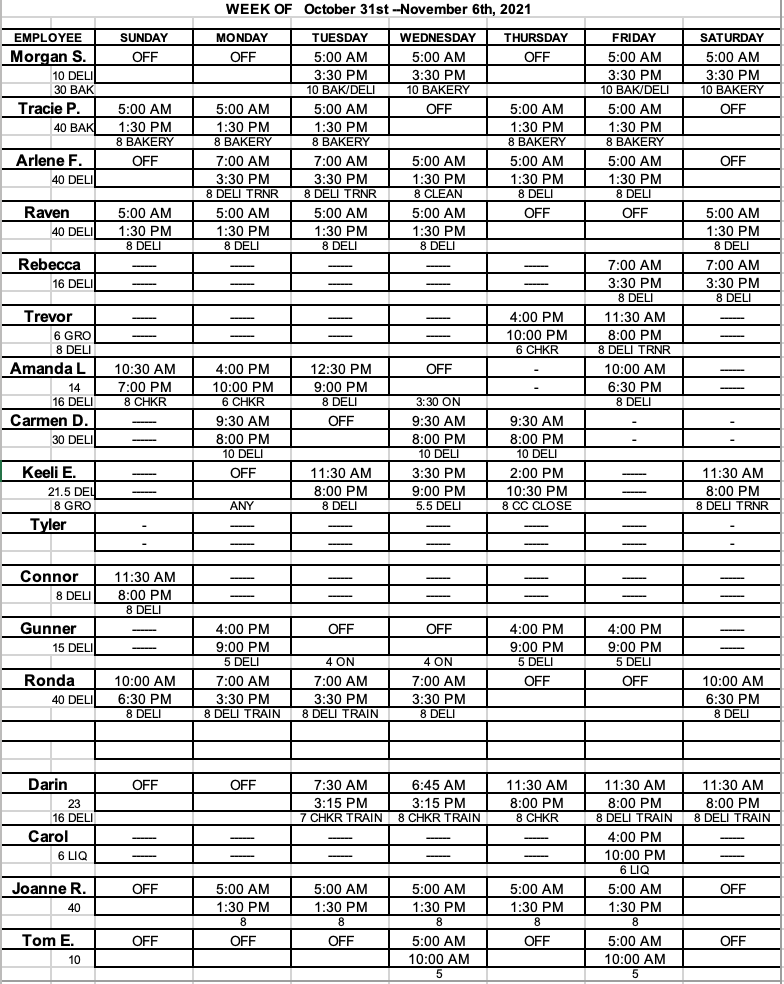 WEEK OF October 31st --November 6th, 2021
EMPLOYEE SUNDAY MONDAY TUESDAY WEDNESDAY THURSDAY FRIDAY SATURDAY
Morgan S. OFF OFF 5:00 AM 5:00 AM OFF 5:00 AM 5:00 AM
10 DELI 3:30 PM 3:30 PM 3:30 PM 3:30 PM
30 BAK 10 BAK/DELI 10 BAKERY 10 BAK/DELI 10 BAKERY
Tracie P. 5:00 AM 5:00 AM 5:00 AM OFF 5:00 AM 5:00 AM OFF
40 BAK 1:30 PM 1:30 PM 1:30 PM 1:30 PM 1:30 PM
8 BAKERY 8 BAKERY 8 BAKERY 8 BAKERY 8 BAKERY
Arlene F. OFF 7:00 AM 7:00 AM 5:00 AM 5:00 AM 5:00 AM OFF
40 DELI 3:30 PM 3:30 PM 1:30 PM 1:30 PM 1:30 PM
8 DELI TRNR 8 DELI TRNR 8 CLEAN 8 DELI 8 DELI
Raven 5:00 AM 5:00 AM 5:00 AM 5:00 AM OFF OFF 5:00 AM
40 DELI 1:30 PM 1:30 PM 1:30 PM 1:30 PM 1:30 PM
8 DELI 8 DELI 8 DELI 8 DELI 8 DELI
Rebecca ------ ------ ------ ------ ------ 7:00 AM 7:00 AM
16 DELI ------ ------ ------ ------ ------ 3:30 PM 3:30 PM
8 DELI 8 DELI
Trevor ------ ------ ------ ------ 4:00 PM 11:30 AM ------
6 GRO ------ ------ ------ ------ 10:00 PM 8:00 PM ------
8 DELI 6 CHKR 8 DELI TRNR
Amanda L 10:30 AM 4:00 PM 12:30 PM OFF - 10:00 AM ------
14 7:00 PM 10:00 PM 9:00 PM - 6:30 PM ------
16 DELI 8 CHKR 6 CHKR 8 DELI 3:30 ON 8 DELI
Carmen D. ------ 9:30 AM OFF 9:30 AM 9:30 AM - -
30 DELI ------ 8:00 PM 8:00 PM 8:00 PM - -
10 DELI 10 DELI 10 DELI
Keeli E. ------ OFF 11:30 AM 3:30 PM 2:00 PM ------ 11:30 AM
21.5 DEL ------ 8:00 PM 9:00 PM 10:30 PM ------ 8:00 PM
8 GRO ANY 8 DELI 5.5 DELI 8 CC CLOSE 8 DELI TRNR
Tyler - ------ ------ ------ ------ ------ -
- ------ ------ ------ ------ ------ -
Connor 11:30 AM ------ ------ ------ ------ ------ ------
8 DELI 8:00 PM ------ ------ ------ ------ ------ ------
8 DELI
Gunner ------ 4:00 PM OFF OFF 4:00 PM 4:00 PM ------
15 DELI ------ 9:00 PM 9:00 PM 9:00 PM ------
5 DELI 4 ON 4 ON 5 DELI 5 DELI
Ronda 10:00 AM 7:00 AM 7:00 AM 7:00 AM OFF OFF 10:00 AM
40 DELI 6:30 PM 3:30 PM 3:30 PM 3:30 PM 6:30 PM
8 DELI 8 DELI TRAIN 8 DELI TRAIN 8 DELI 8 DELI
Darin OFF OFF 7:30 AM 6:45 AM 11:30 AM 11:30 AM 11:30 AM
23 3:15 PM 3:15 PM 8:00 PM 8:00 PM 8:00 PM
16 DELI 7 CHKR TRAIN 8 CHKR TRAIN 8 CHKR 8 DELI TRAIN 8 DELI TRAIN
Carol ------ ------ ------ ------ ------ 4:00 PM ------
6 LIQ ------ ------ ------ ------ ------ 10:00 PM ------
6 LIQ
Joanne R. OFF 5:00 AM 5:00 AM 5:00 AM 5:00 AM 5:00 AM OFF
40 1:30 PM 1:30 PM 1:30 PM 1:30 PM 1:30 PM
8 8 8 8 8
Tom E. OFF OFF OFF 5:00 AM OFF 5:00 AM OFF
10 10:00 AM 10:00 AM
5 5